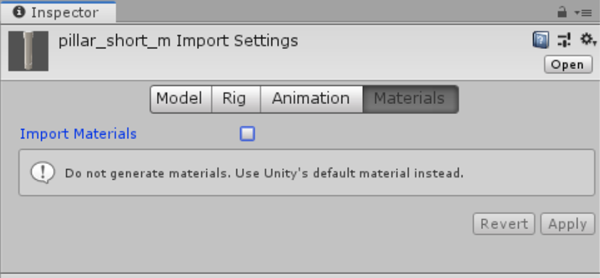 Inspector
pillar_short_m Import Settings
Open
Model Rig Animation Materials
Import Materials
Do not generate materials. Use Unity's default material instead.
Revert Apply